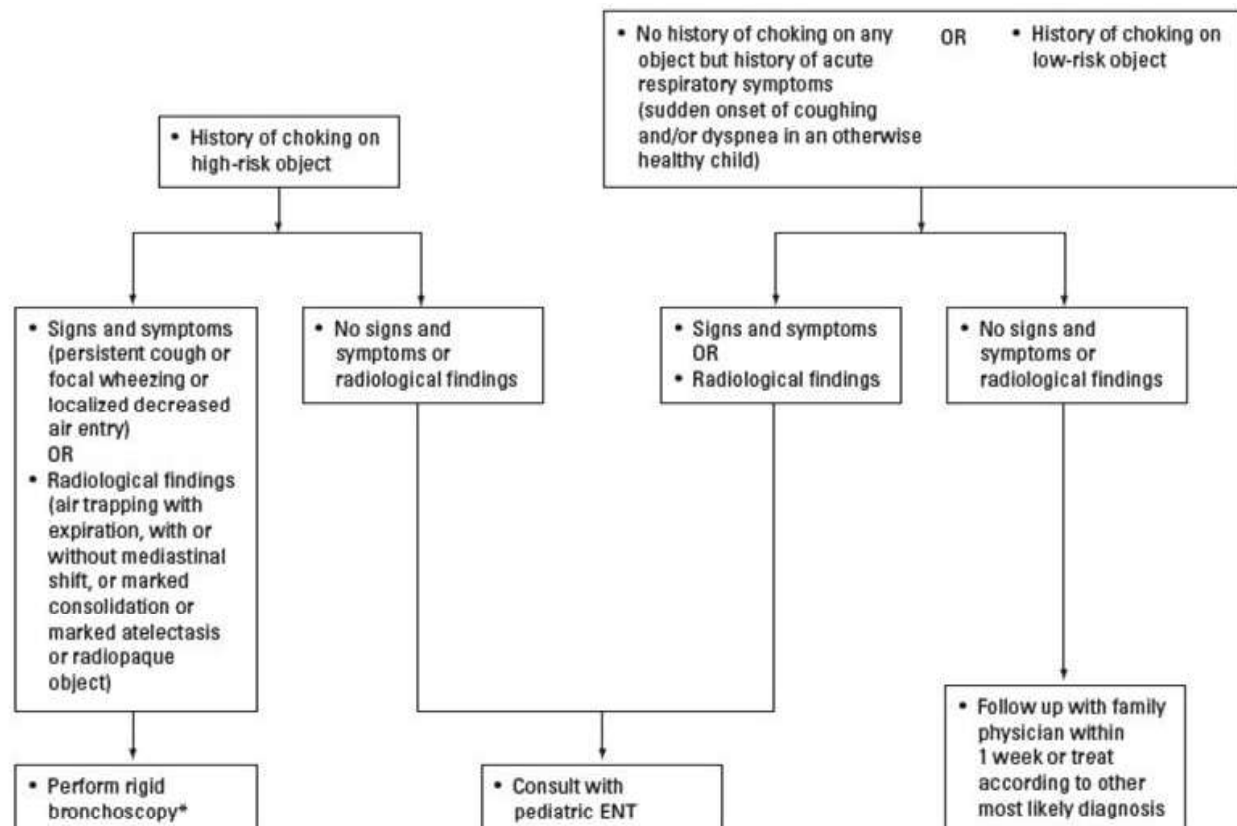 • No history of choking on any
object but history of acute
respiratory symptoms
(sudden onset of coughing
and/or dyspnea in an otherwise
healthy child)
OR
• History of choking on
low-risk object
• History of choking on
high-risk object
• Signs and symptoms
(persistent cough or
focal wheezing or
localized decreased
air entry)
OR
• Radiological findings
(air trapping with
expiration, with or
without mediastinal
shift, or marked
consolidation or
marked atelectasis
or radiopaque
object)
• No signs and
symptoms or
radiological findings
• Signs and symptoms
OR
• Radiological findings
• No signs and
symptoms or
radiological findings
• Perform rigid
bronchoscopy*
• Consult with
pediatric ENT
• Follow up with family
physician within
1 week or treat
according to other
most likely diagnosis